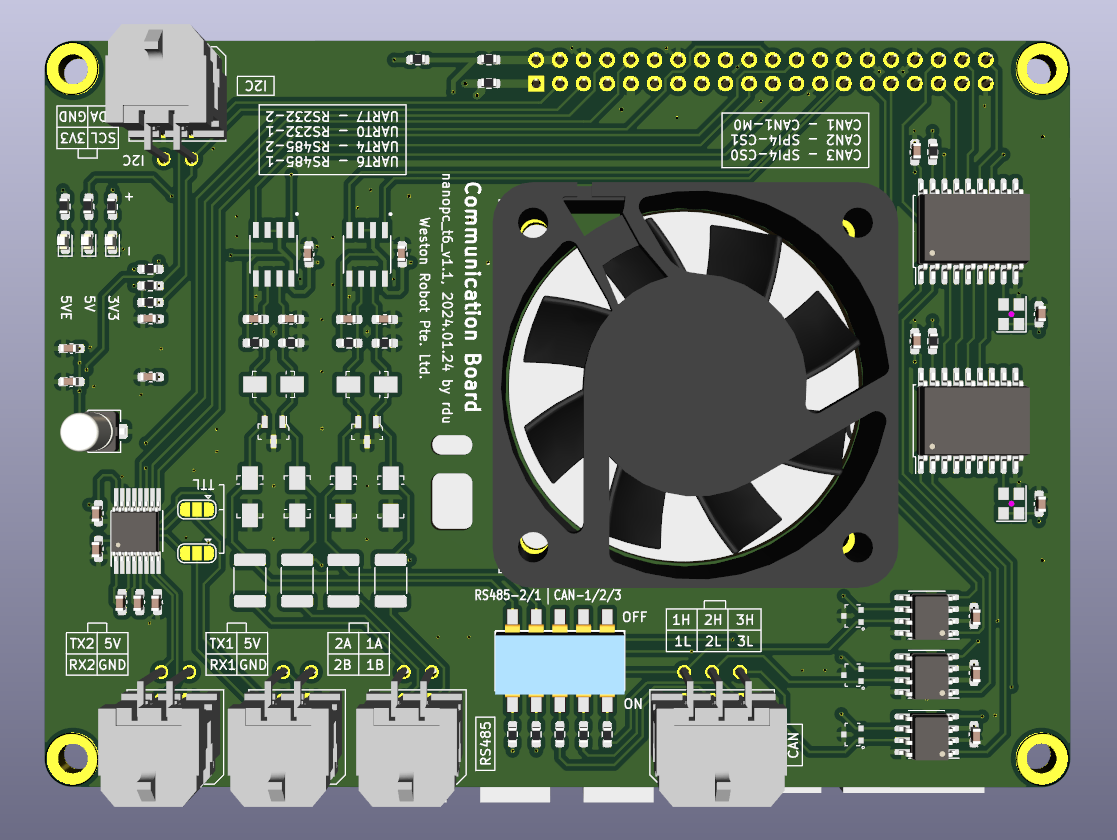 I2C
GND
DA
3V3
SCL
I2C
UART7 - RS232-2
UART0 - RS232-1
UART4 - RS485-2
UART6 - RS485-1
CAN1 - CAN1-M0
CAN2 - SPI4-CS1
CAN3 - SPI4-CS0
+
-
5VE
5V
3V3
Communication Board
nanopc_t6_v1.1, 2024.01.24 by rdu
Weston Robot Pte. Ltd.
TTL
RS485-2/1 | CAN-1/2/3
OFF
ON
TX2 5V
RX2 GND
TX1 5V
RX1 GND
2A 1A
2B 1B
1H 2H 3H
1L 2L 3L
RS485
CAN